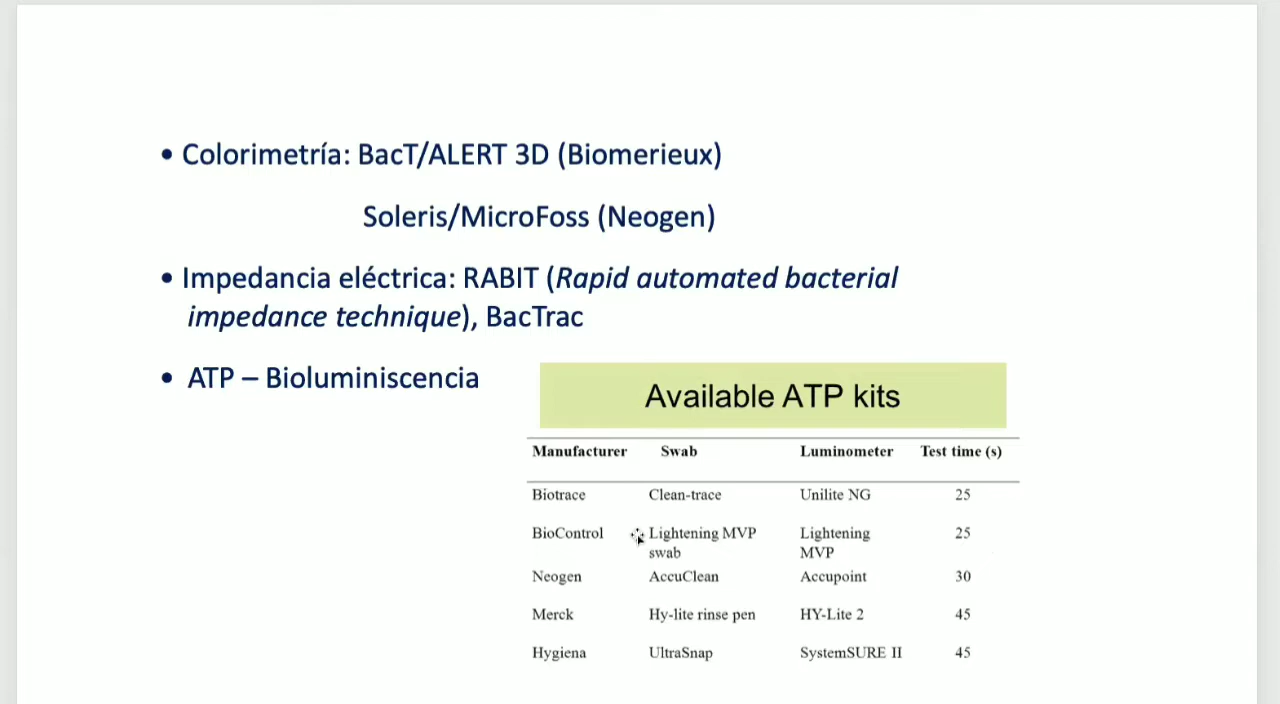 • Colorimetría: BacT/ALERT 3D (Biomerieux)
Soleris/MicroFoss (Neogen)
• Impedancia eléctrica: RABIT (Rapid automated bacterial
impedance technique), BacTrac
• ATP – Bioluminiscencia
Available ATP kits
Manufacturer Swab Luminometer Test time (s)
Biotrace Clean-trace Unilite NG 25
BioControl Lightening MVP Lightening 25
swab MVP
Neogen AccuClean Accupoint 30
Merck Hy-lite rinse pen HY-Lite 2 45
Hygiena UltraSnap SystemSURE II 45